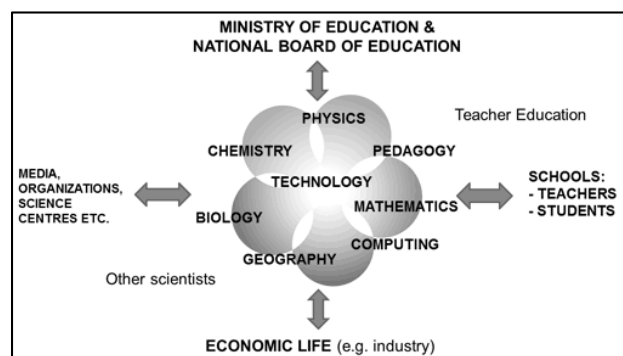 MINISTRY OF EDUCATION &
NATIONAL BOARD OF EDUCATION
PHYSICS
Teacher Education
CHEMISTRY
PEDAGOGY
MEDIA,
ORGANIZATIONS,
SCIENCE
CENTRES ETC.
TECHNOLOGY
SCHOOLS:
- TEACHERS
- STUDENTS
BIOLOGY
MATHEMATICS
COMPUTING
GEOGRAPHY
Other scientists
ECONOMIC LIFE (e.g. industry)